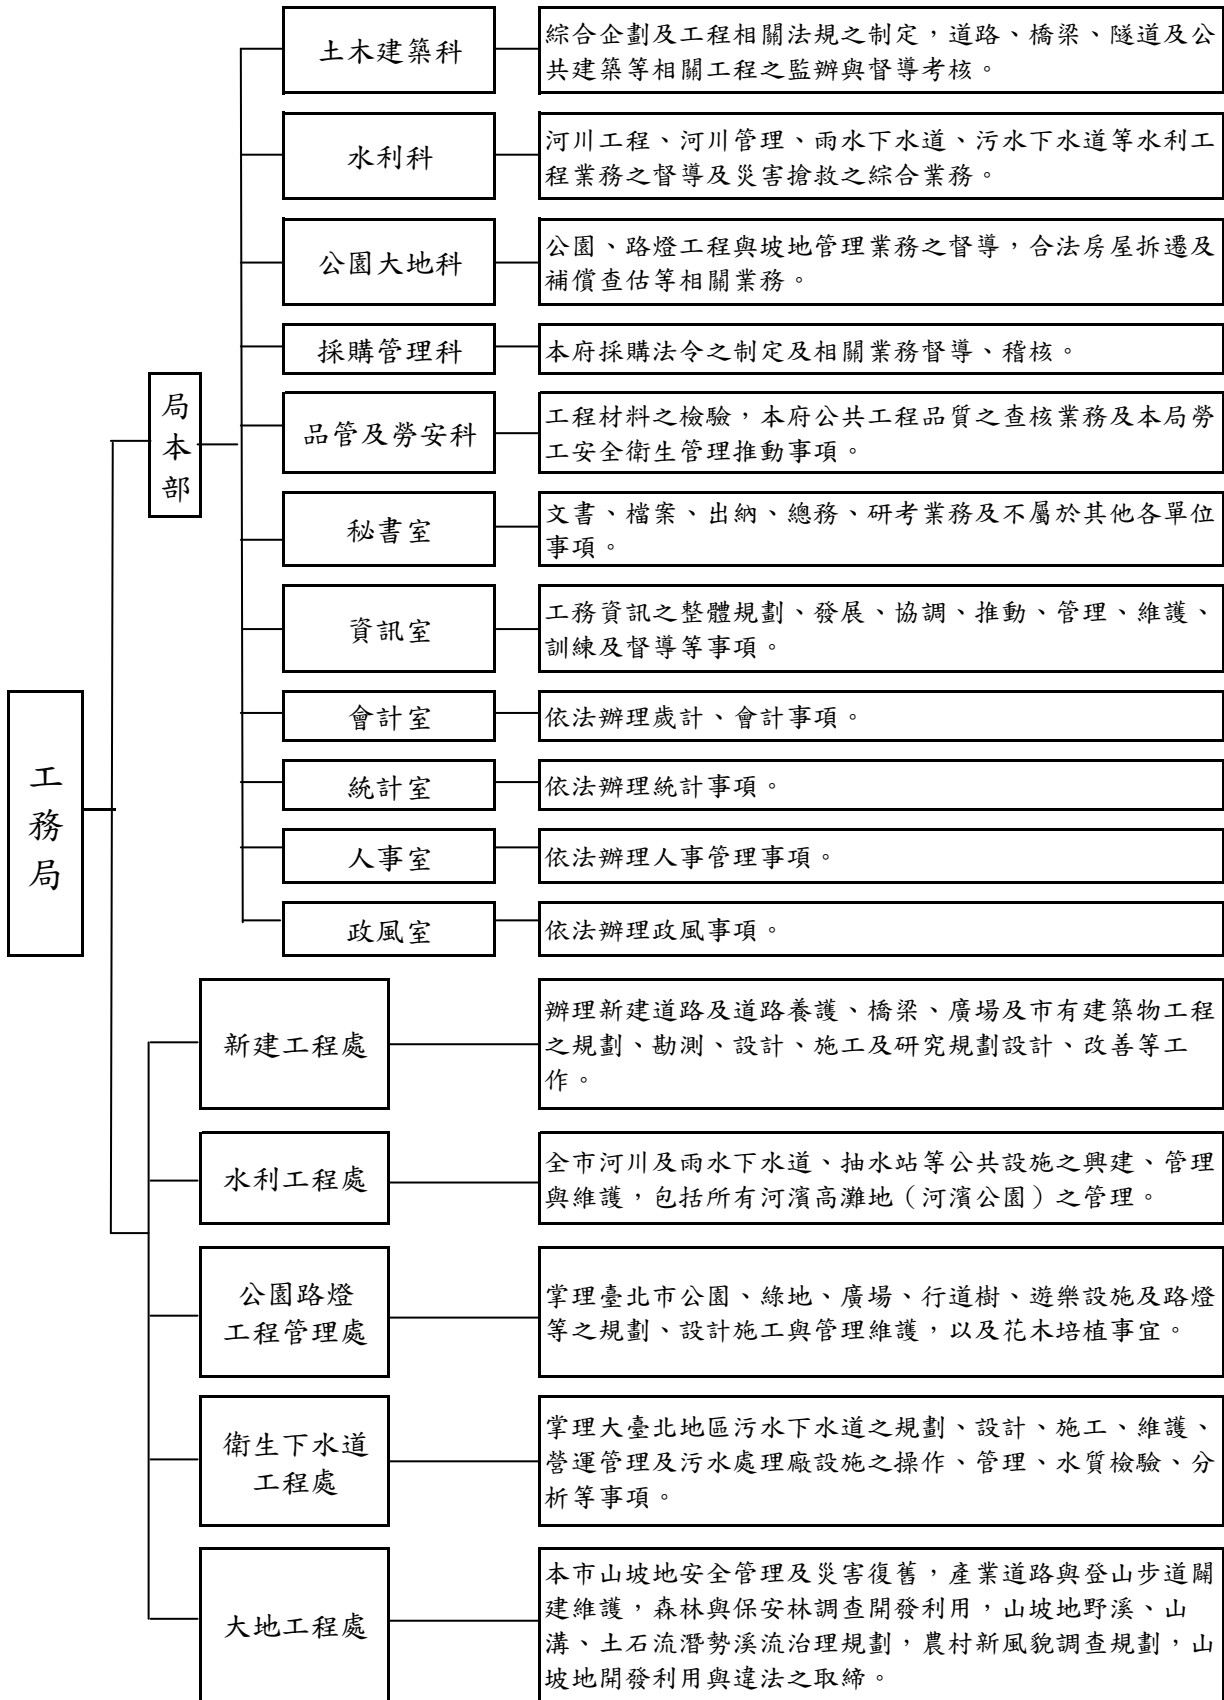 土木建築科
綜合企劃及工程相關法規之制定，道路、橋梁、隧道及公
共建築等相關工程之監辦與督導考核。
水利科
河川工程、河川管理、雨水下水道、污水下水道等水利工
程業務之督導及災害搶救之綜合業務。
公園大地科
公園、路燈工程與坡地管理業務之督導，合法房屋拆遷及
補償查估等相關業務。
採購管理科
本府採購法令之制定及相關業務督導、稽核。
局
本
部
品管及勞安科
工程材料之檢驗，本府公共工程品質之查核業務及本局勞
工安全衛生管理推動事項。
秘書室
文書、檔案、出納、總務、研考業務及不屬於其他各單位
事項。
資訊室
工務資訊之整體規劃、發展、協調、推動、管理、維護、
訓練及督導等事項。
會計室
依法辦理歲計、會計事項。
工
務
局
統計室
依法辦理統計事項。
人事室
依法辦理人事管理事項。
政風室
依法辦理政風事項。
新建工程處
辦理新建道路及道路養護、橋梁、廣場及市有建築物工程
之規劃、勘測、設計、施工及研究規劃設計、改善等工
作。
水利工程處
全市河川及雨水下水道、抽水站等公共設施之興建、管理
與維護，包括所有河濱高灘地（河濱公園）之管理。
公園路燈
工程管理處
掌理臺北市公園、綠地、廣場、行道樹、遊樂設施及路燈
等之規劃、設計施工與管理維護，以及花木培植事宜。
衛生下水道
工程處
掌理大臺北地區污水下水道之規劃、設計、施工、維護、
營運管理及污水處理廠設施之操作、管理、水質檢驗、分
析等事項。
大地工程處
本市山坡地安全管理及災害復舊，產業道路與登山步道闢
建維護，森林與保安林調查開發利用，山坡地野溪、山
溝、土石流潛勢溪流治理規劃，農村新風貌調查規劃，山
坡地開發利用與違法之取締。